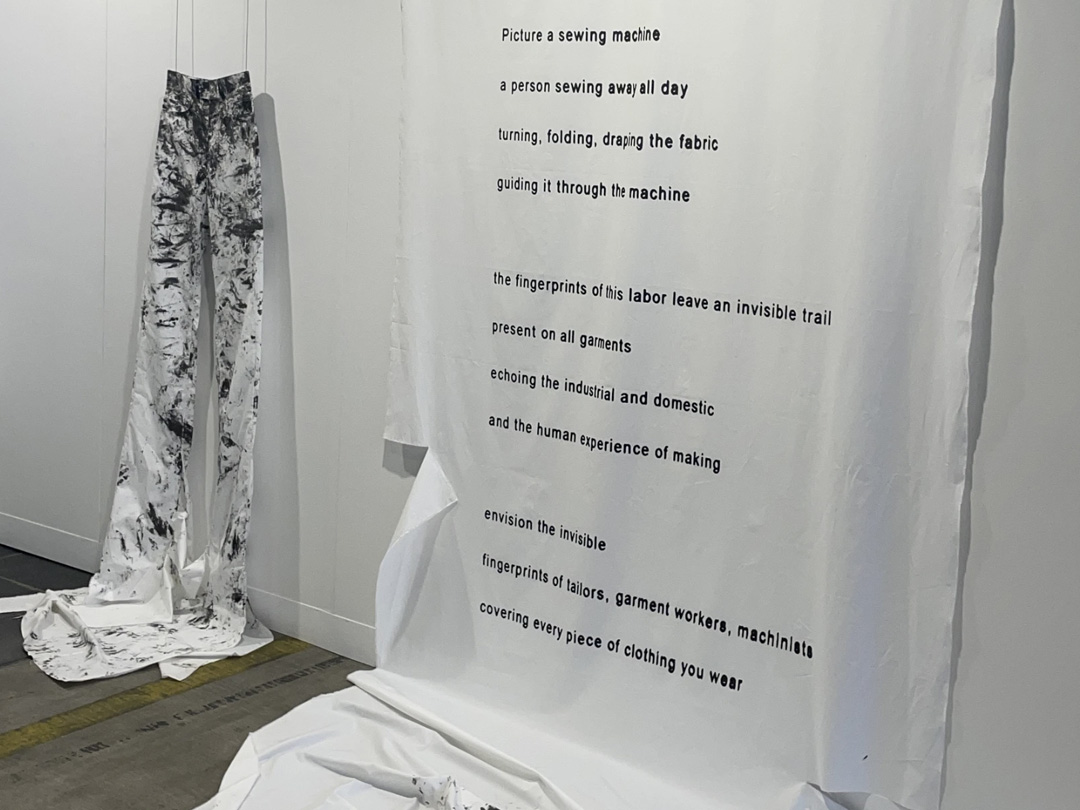 Picture a sewing machine
a person sewing away all day
turning, folding, draping the fabric
guiding it through the machine
the fingerprints of this labor leave an invisible trail
present on all garments
echoing the industrial and domestic
and the human experience of making
envision the invisible
fingerprints of tailors, garment workers, machinists
covering every piece of clothing you wear